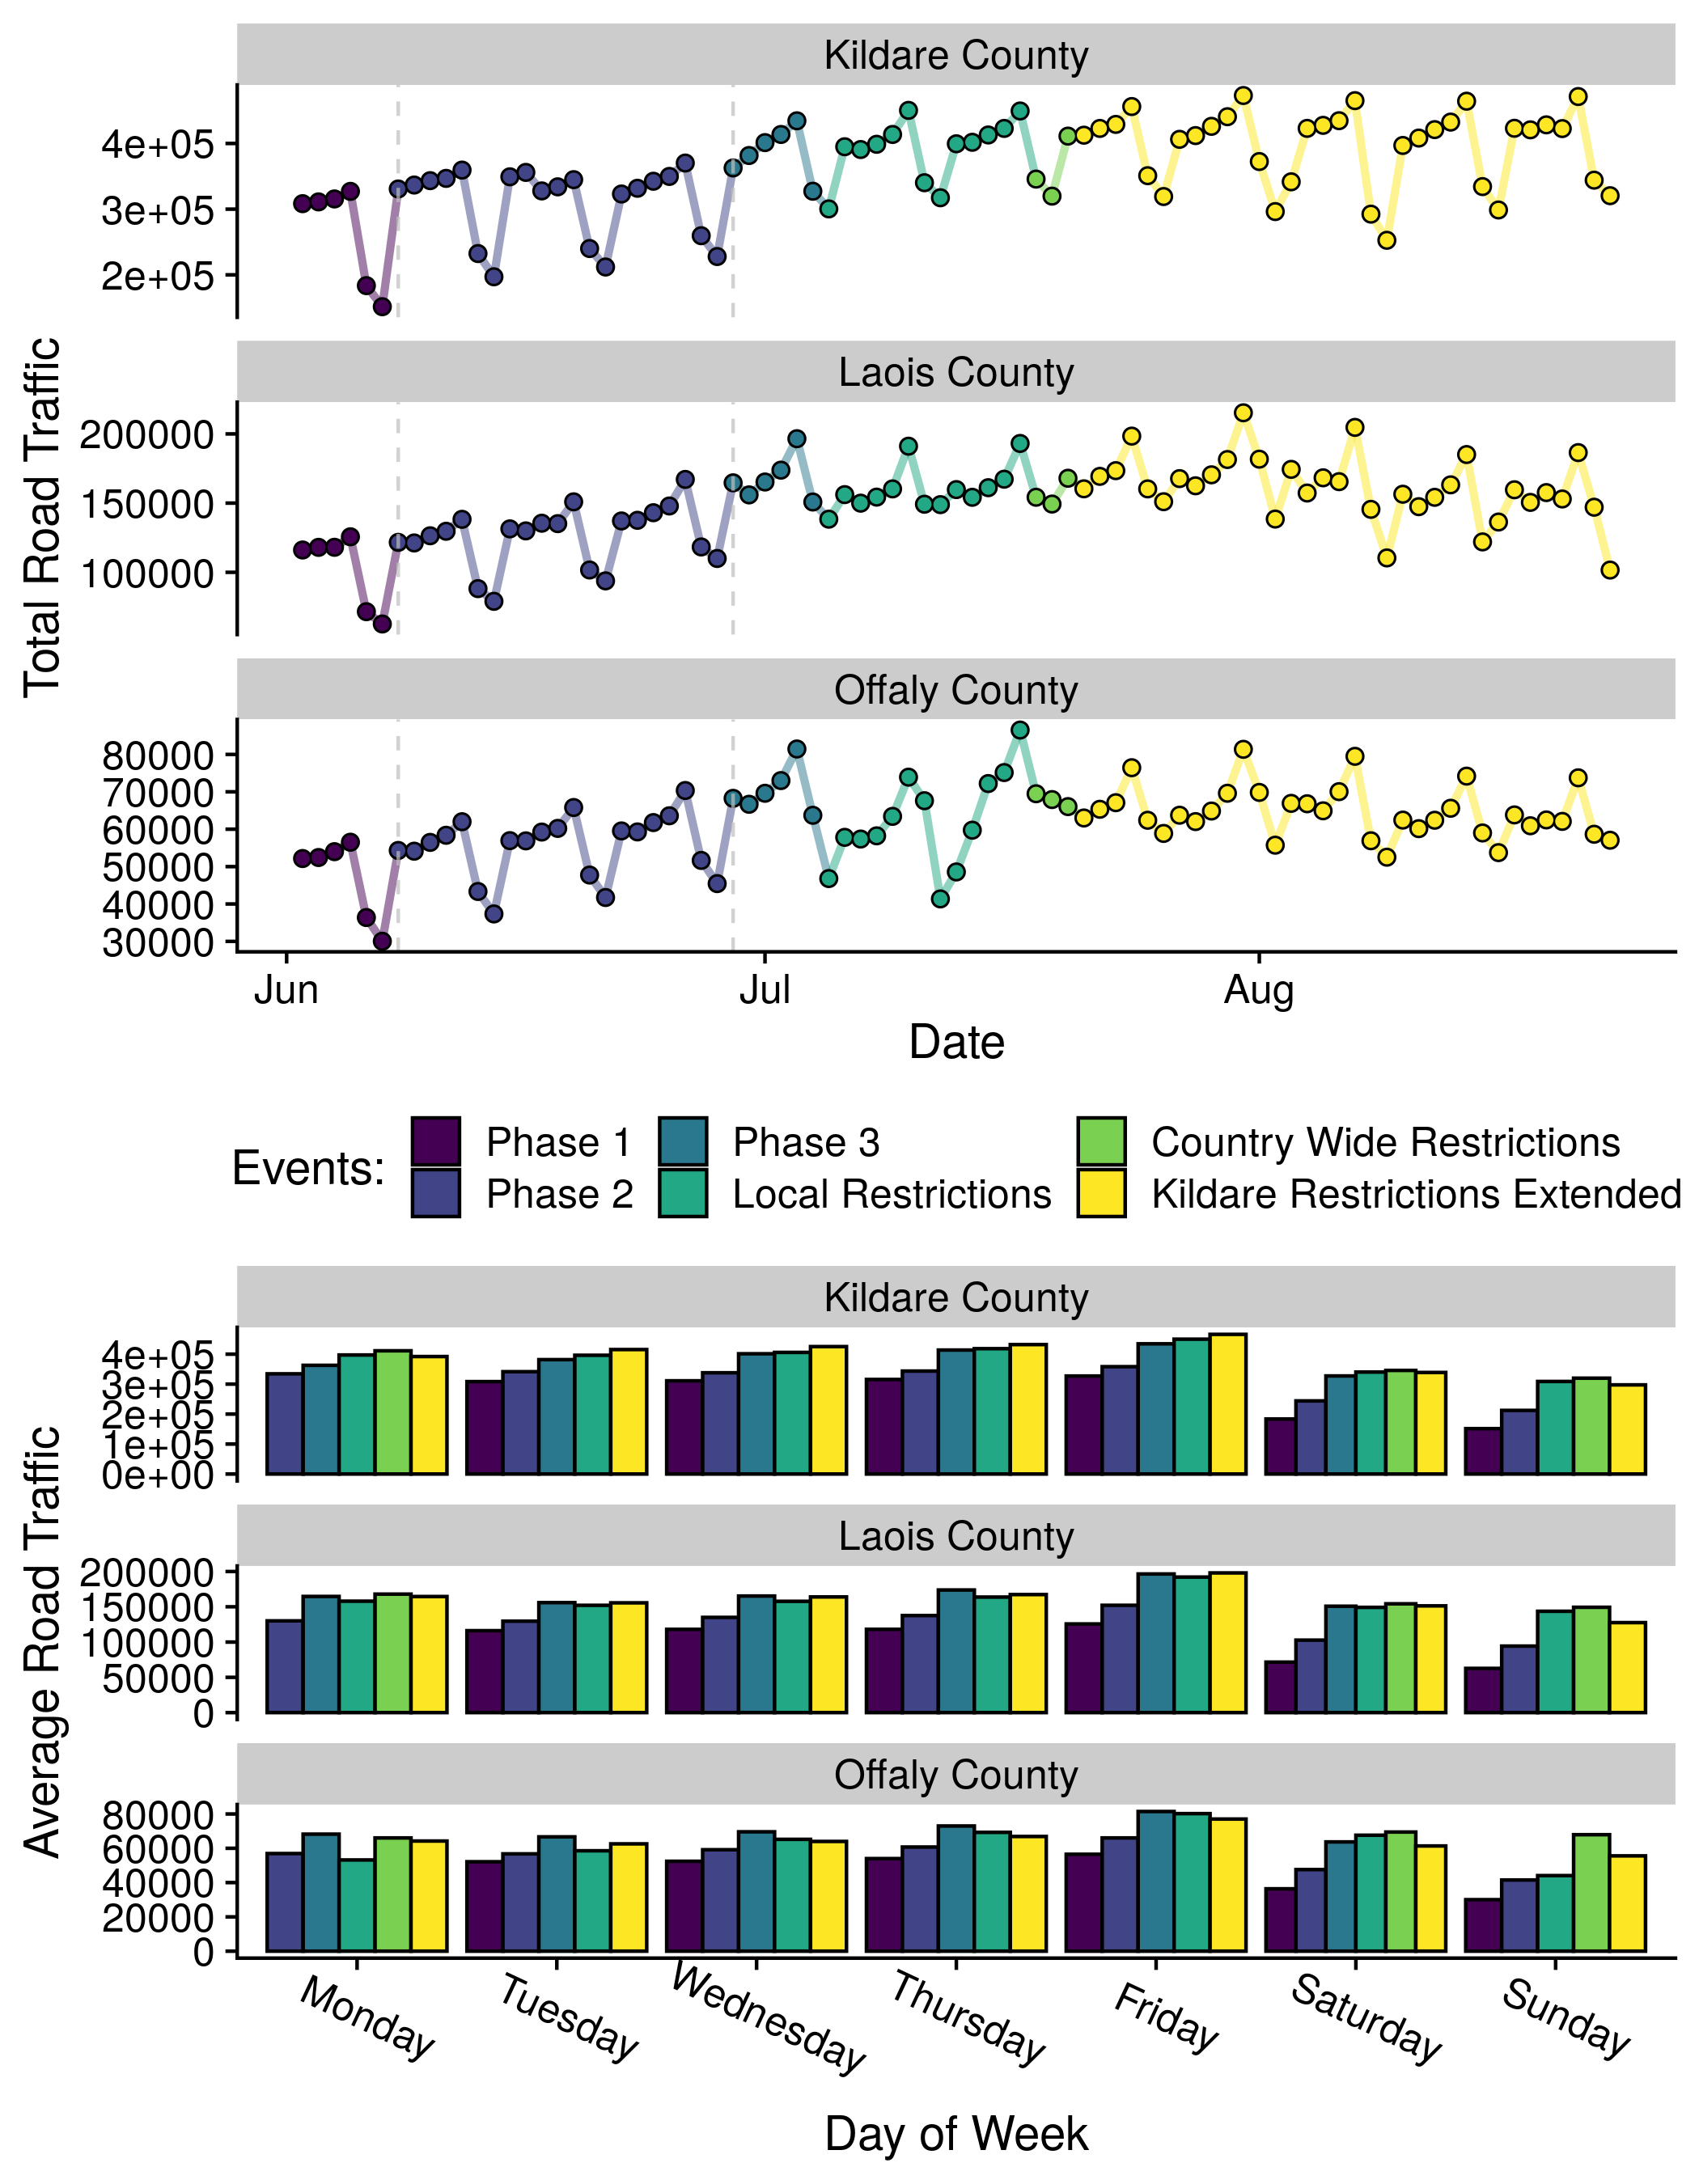 Kildare County
4e+05
3e+05
2e+05
Laois County
200000
150000
100000
Offaly County
80000
70000
60000
50000
40000
30000
Total Road Traffic
Jun Jul Aug
Date
Events:
Phase 1 Phase 3 Country Wide Restrictions
Phase 2 Local Restrictions Kildare Restrictions Extended
Kildare County
4e+05
3e+05
2e+05
1e+05
0e+00
Laois County
200000
150000
100000
50000
0
Offaly County
80000
60000
40000
20000
0
Average Road Traffic
Monday Tuesday Wednesday Thursday Friday Saturday Sunday
Day of Week